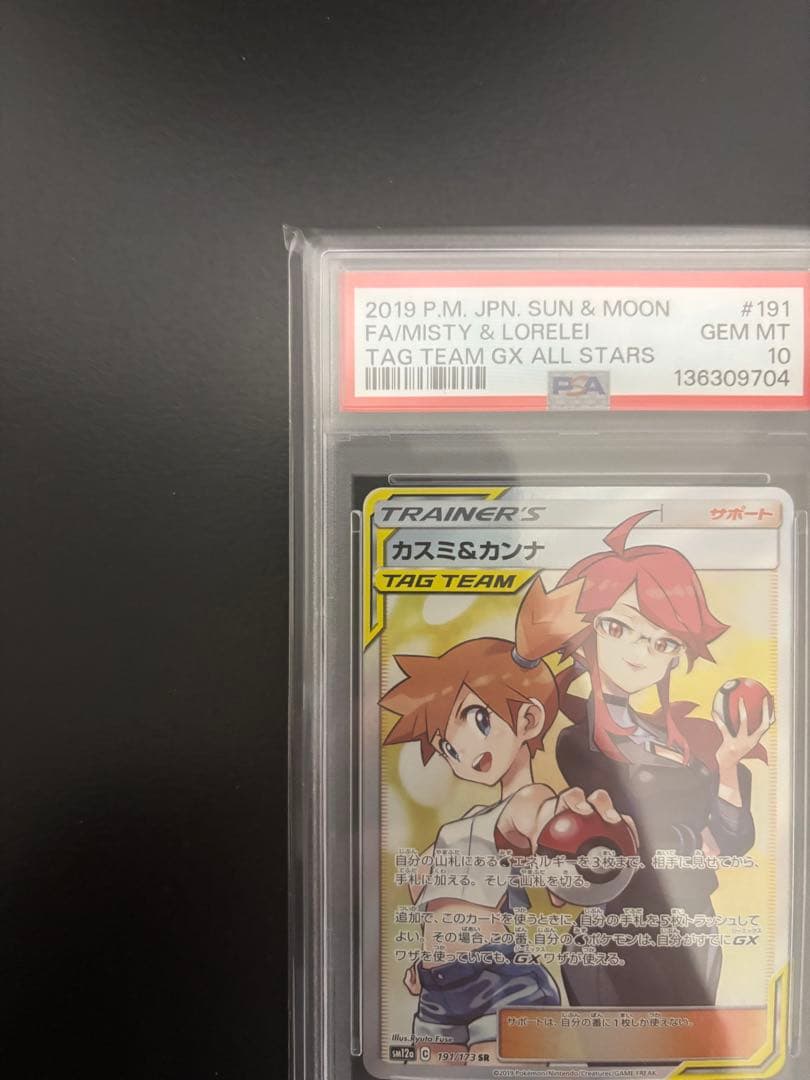 2019 P.M. JPN. SUN & MOON #191
FA/MISTY & LORELEI GEM MT
TAG TEAM GX ALL STARS 10
PSA 136309704
TRAINER'S サポート
カスミ&カンナ
TAG TEAM
自分の山札にあるエネルギーを3枚まで、相手に見せてから、
手札に加える。そして山札を切る。
追加で、このカードを使うときに、自分の手札を5枚トラッシュして
よい。その場合、この番、自分のポケモンは、自分がすでにGX
ワザを使っていても、GXワザが使える。
サポートは、自分の番に1枚しか使えない。
Illus.Ryuta Fuse
SM12a C 191/173 SR
©2019 Pokémon/Nintendo/Creatures/GAME FREAK.